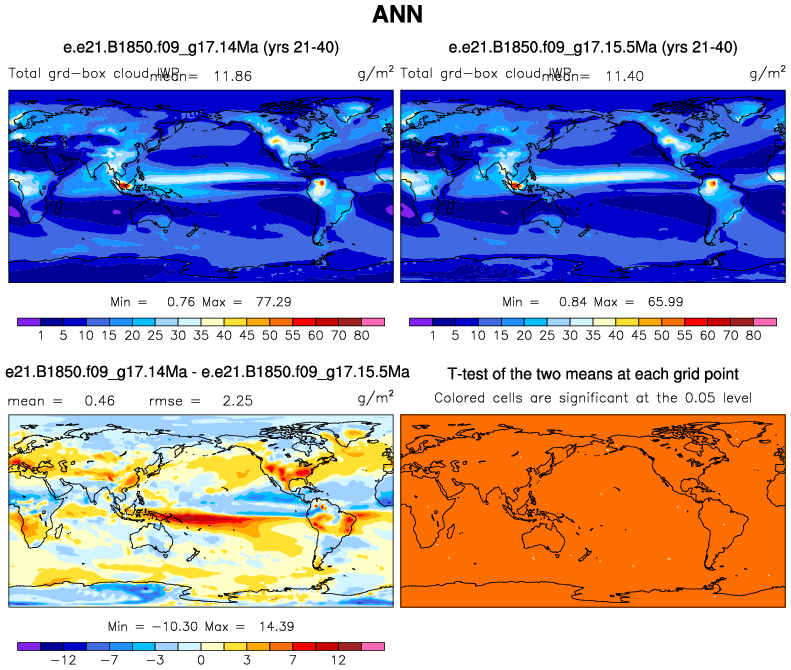 ANN
e.e21.B1850.f09_g17.14Ma (yrs 21-40)
Total grd-box cloud IWP mean= 11.86 g/m2
Min = 0.76 Max = 77.29
1 5 10 15 20 25 30 35 40 45 50 55 60 70 80
e.e21.B1850.f09_g17.15.5Ma (yrs 21-40)
Total grd-box cloud IWP mean= 11.40 g/m2
Min = 0.84 Max = 65.99
1 5 10 15 20 25 30 35 40 45 50 55 60 70 80
e21.B1850.f09_g17.14Ma - e.e21.B1850.f09_g17.15.5Ma
mean = 0.46 rmse = 2.25 g/m2
Min = -10.30 Max = 14.39
-12 -7 -3 0 3 7 12
T-test of the two means at each grid point
Colored cells are significant at the 0.05 level